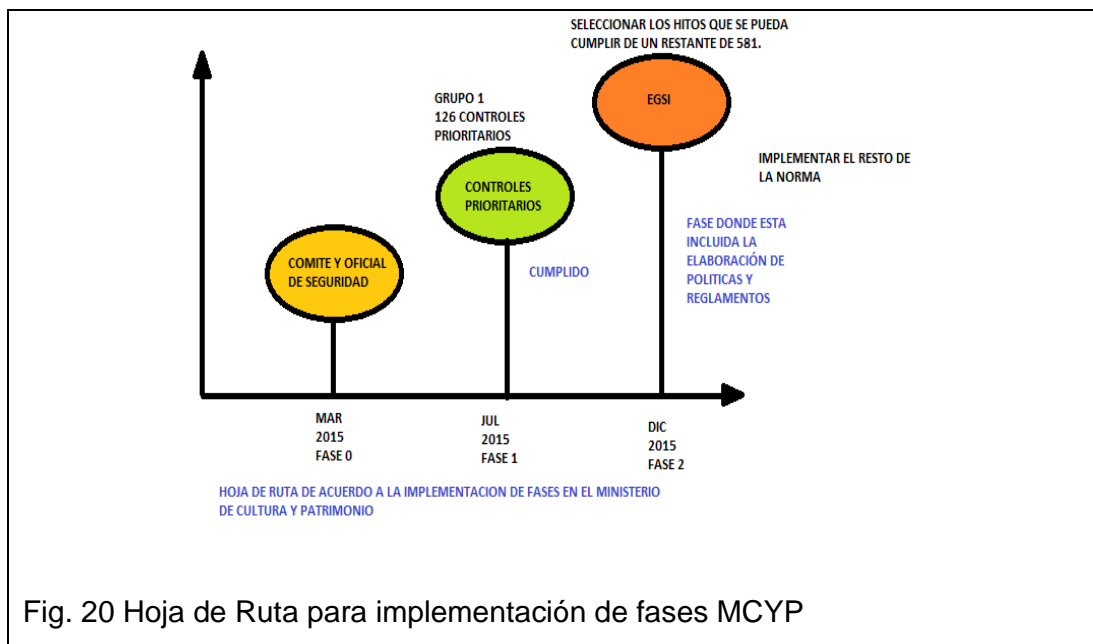 SELECCIONAR LOS HITOS QUE SE PUEDA
CUMPLIR DE UN RESTANTE DE 581.
EGSI
GRUPO 1
126 CONTROLES
PRIORITARIOS
IMPLEMENTAR EL RESTO DE
LA NORMA
CONTROLES
PRIORITARIOS
FASE DONDE ESTA
INCLUIDA LA
ELABORACIÓN DE
POLITICAS Y
REGLAMENTOS
COMITE Y OFICIAL
DE SEGURIDAD
CUMPLIDO
MAR
2015
FASE 0
JUL
2015
FASE 1
DIC
2015
FASE 2
HOJA DE RUTA DE ACUERDO A LA IMPLEMENTACION DE FASES EN EL MINISTERIO
DE CULTURA Y PATRIMONIO
Fig. 20 Hoja de Ruta para implementación de fases MCYP